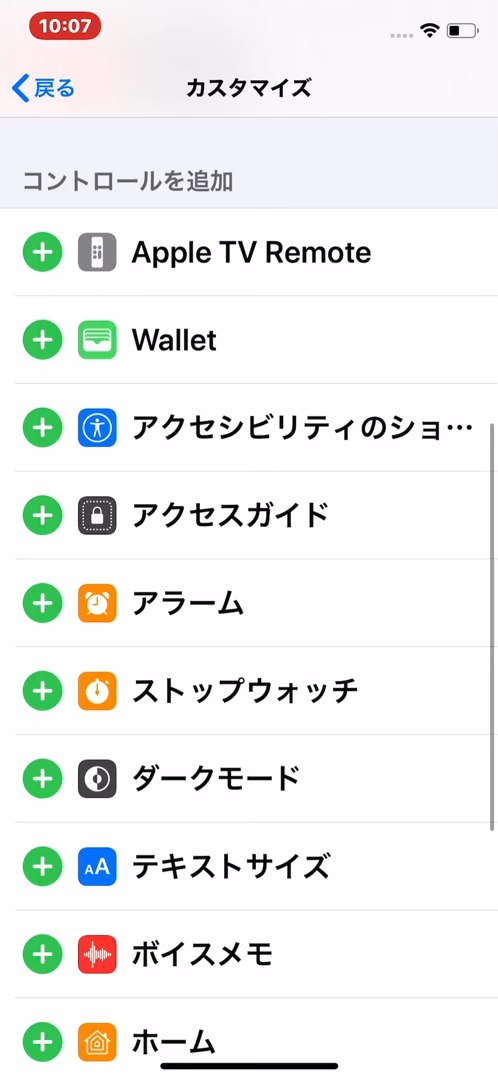 10:07
戻る
カスタマイズ
コントロールを追加
Apple TV Remote
Wallet
アクセシビリティのショ…
アクセスガイド
アラーム
ストップウォッチ
ダークモード
AA テキストサイズ
ボイスメモ
ホーム